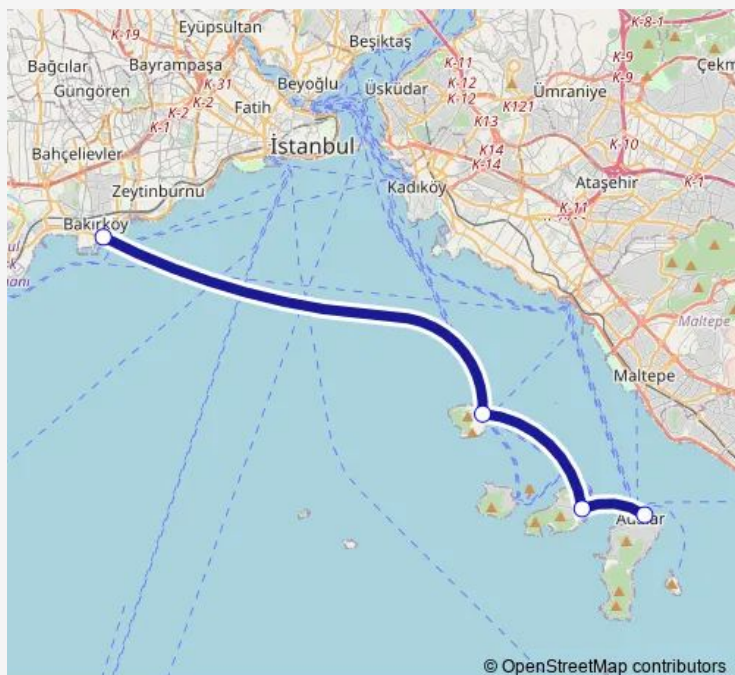 K-19
Eyüpsultan
Beşiktaş
K-8-1
K-9
Bağcılar
Bayrampaşa
K-11
K-9
Çekm
Güngören
K-31
Beyoğlu
Üsküdar
K-12
K-12
K121
Ümraniye
K-2
K-2
Fatih
K-1
K13
K-10
Bahçelievler
İstanbul
K14
K-14
Zeytinburnu
Kadıköy
Ataşehir
K-1
K-11
Bakırköy
Maltepe
Maltepe
© OpenStreetMap contributors